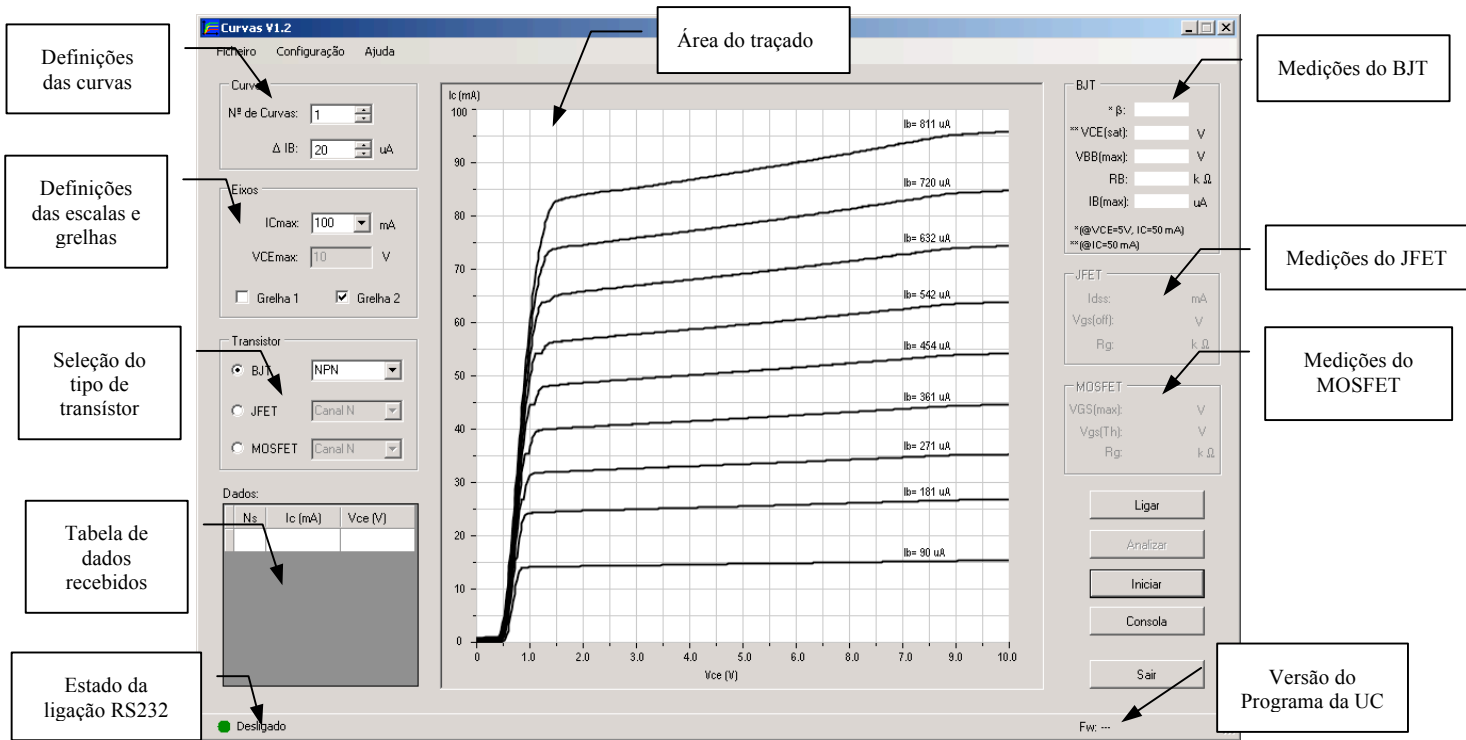 Curvas V1.2
Ficheiro Configuração Ajuda
Definições
das curvas
Definições
das escalas e
grelhas
Seleção do
tipo de
transístor
Tabela de
dados
recebidos
Estado da
ligação RS232
Área do traçado
Medições do BJT
Medições do JFET
Medições do
MOSFET
Versão do
Programa da UC
Curvas
Nº de Curvas: 1
Δ IB: 20 uA
Eixos
ICmax: 100 mA
VCEmax: 10 V
Grelha 1 Grelha 2
Transistor
BJT NPN
JFET Canal N
MOSFET Canal N
Dados:
Ns Ic (mA) Vce (V)
Desligado
Ic (mA)
100
90
80
70
60
50
40
30
20
10
0
Ib= 811 uA
Ib= 720 uA
Ib= 632 uA
Ib= 542 uA
Ib= 454 uA
Ib= 361 uA
Ib= 271 uA
Ib= 181 uA
Ib= 90 uA
0 1.0 2.0 3.0 4.0 5.0 6.0 7.0 8.0 9.0 10.0
Vce (V)
BJT
* β:
** VCE(sat): V
VBB(max): V
RB: k Ω
IB(max): uA
*(@VCE=5V, IC=50 mA)
**(@IC=50 mA)
JFET
Idss: mA
Vgs(off): V
Rg: k Ω
MOSFET
VGS(max): V
Vgs(Th): V
Rg: k Ω
Ligar
Analizar
Iniciar
Consola
Sair
Fw: ---